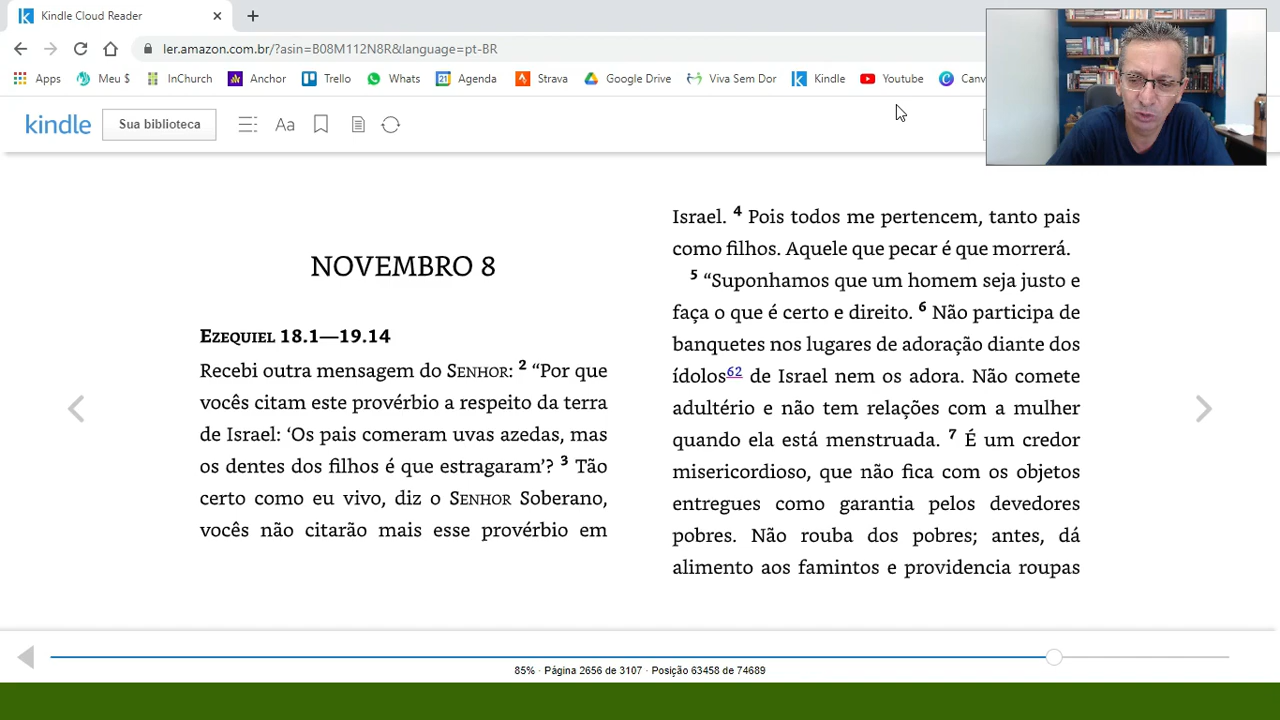 Kindle Cloud Reader
ler.amazon.com.br/?asin=B08M112N8R&language=pt-BR
Apps Meu $ InChurch Anchor Trello Whats 21 Agenda Strava Google Drive Viva Sem Dor Kindle Youtube Canv
kindle Sua biblioteca Aa
NOVEMBRO 8
EZEQUIEL 18.1—19.14
Recebi outra mensagem do SENHOR: 2 “Por que
vocês citam este provérbio a respeito da terra
de Israel: ‘Os pais comeram uvas azedas, mas
os dentes dos filhos é que estragaram’? 3 Tão
certo como eu vivo, diz o SENHOR Soberano,
vocês não citarão mais esse provérbio em
Israel. 4 Pois todos me pertencem, tanto pais
como filhos. Aquele que pecar é que morrerá.
5 “Suponhamos que um homem seja justo e
faça o que é certo e direito. 6 Não participa de
banquetes nos lugares de adoração diante dos
ídolos62 de Israel nem os adora. Não comete
adultério e não tem relações com a mulher
quando ela está menstruada. 7 É um credor
misericordioso, que não fica com os objetos
entregues como garantia pelos devedores
pobres. Não rouba dos pobres; antes, dá
alimento aos famintos e providencia roupas
85% · Página 2656 de 3107 · Posição 63458 de 74689